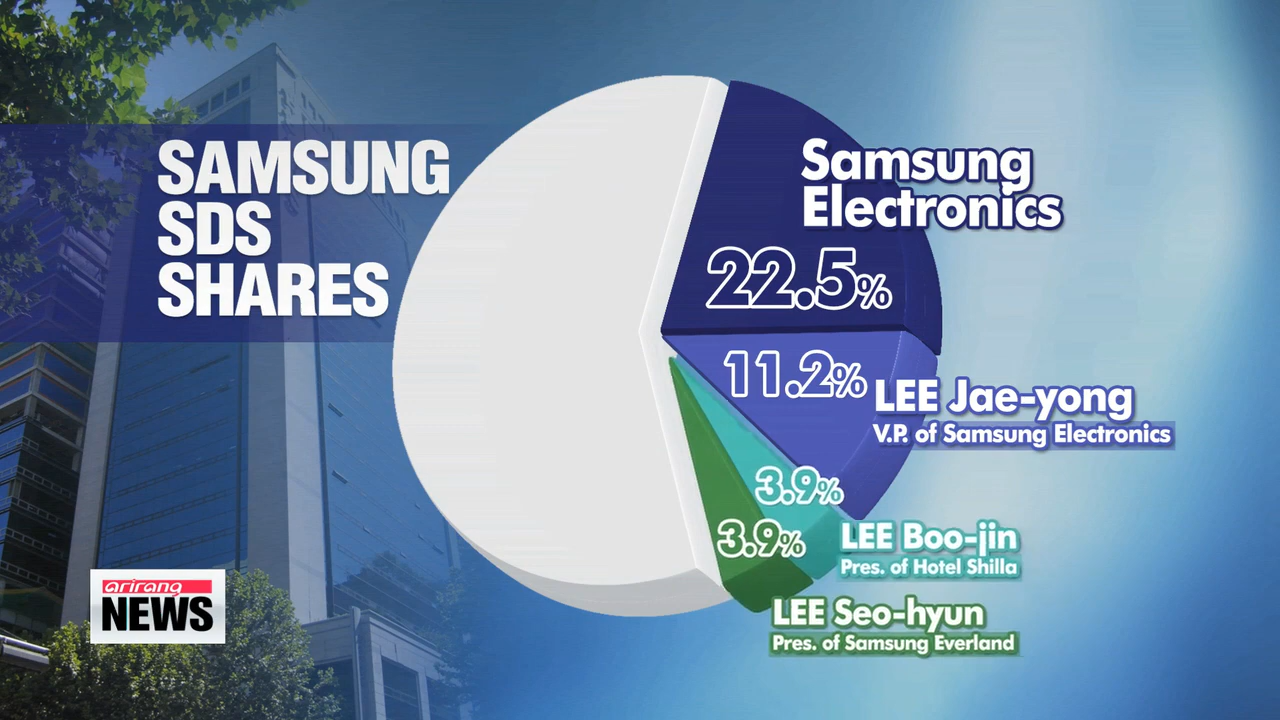 SAMSUNG
SDS
SHARES
Samsung
Electronics
22.5%
11.2%
LEE Jae-yong
V.P. of Samsung Electronics
3.9%
LEE Boo-jin
Pres. of Hotel Shilla
3.9%
LEE Seo-hyun
Pres. of Samsung Everland
arirang
NEWS